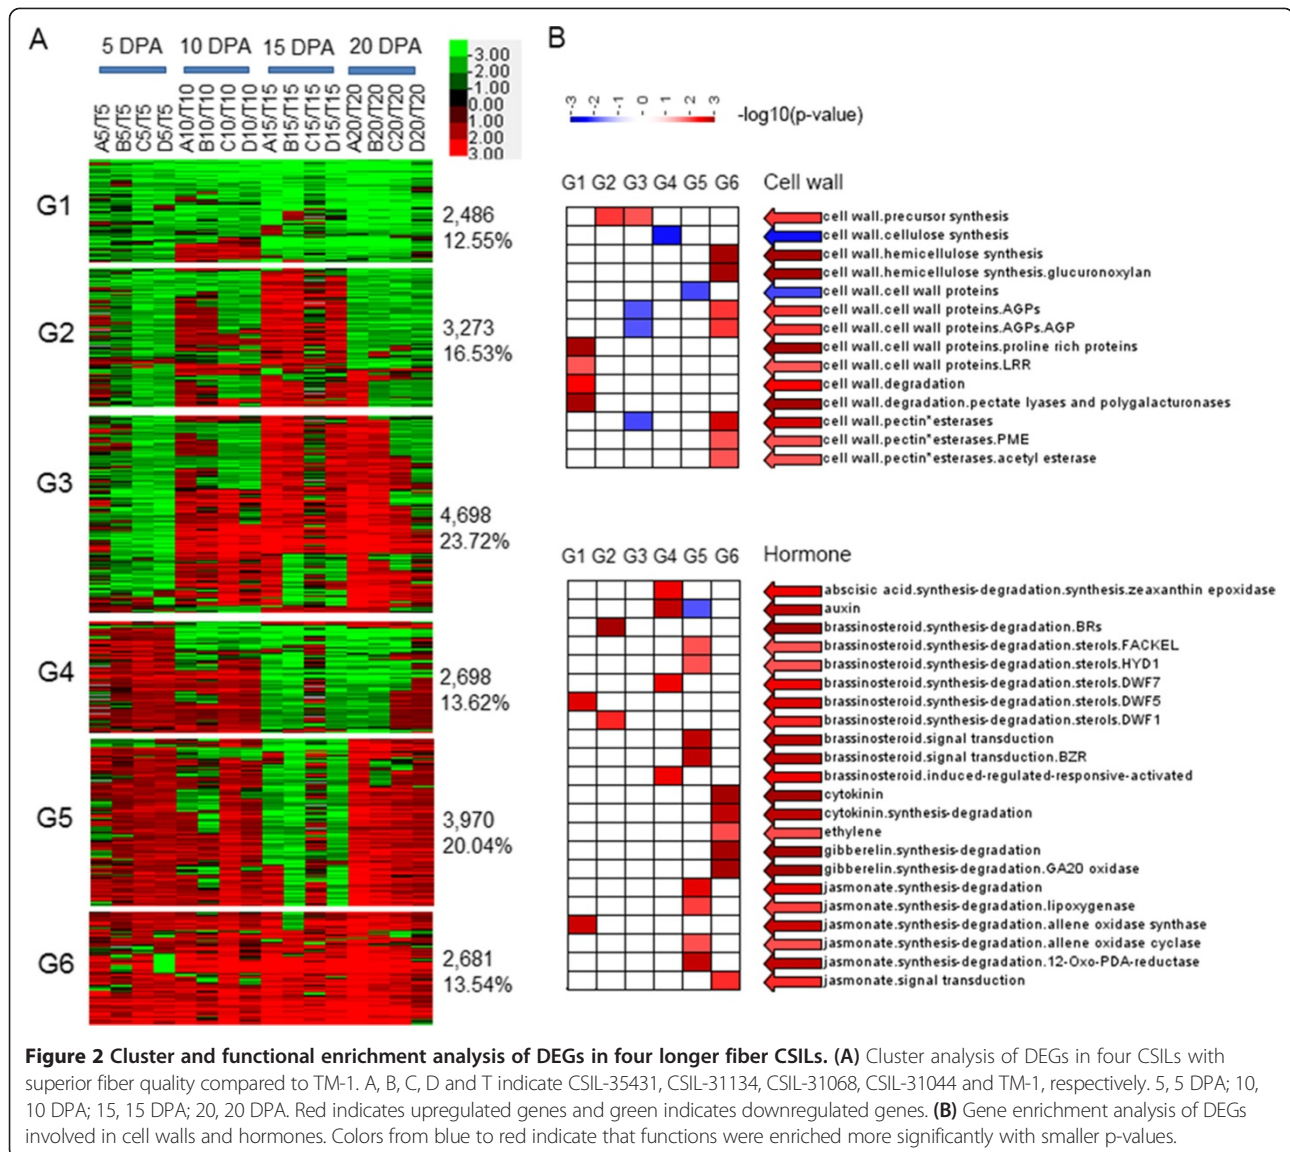 A
5 DPA 10 DPA 15 DPA 20 DPA
A5/T5 B5/T5 C5/T5 D5/T5 A10/T10 B10/T10 C10/T10 D10/T10 A15/T15 B15/T15 C15/T15 D15/T15 A20/T20 B20/T20 C20/T20 D20/T20
-3.00
-2.00
-1.00
0.00
1.00
2.00
3.00
G1
2,486
12.55%
G2
3,273
16.53%
G3
4,698
23.72%
G4
2,698
13.62%
G5
3,970
20.04%
G6
2,681
13.54%
B
-3 -2 -1 0 1 2 3
-log10(p-value)
G1 G2 G3 G4 G5 G6 Cell wall
cell wall.precursor synthesis
cell wall.cellulose synthesis
cell wall.hemicellulose synthesis
cell wall.hemicellulose synthesis.glucuronoxylan
cell wall.cell wall proteins
cell wall.cell wall proteins.AGPs
cell wall.cell wall proteins.AGPs.AGP
cell wall.cell wall proteins.proline rich proteins
cell wall.cell wall proteins.LRR
cell wall.degradation
cell wall.degradation.pectate lyases and polygalacturonases
cell wall.pectin*esterases
cell wall.pectin*esterases.PME
cell wall.pectin*esterases.acetyl esterase
G1 G2 G3 G4 G5 G6 Hormone
abscisic acid.synthesis-degradation.synthesis.zeaxanthin epoxidase
auxin
brassinosteroid.synthesis-degradation.BRs
brassinosteroid.synthesis-degradation.sterols.FACKEL
brassinosteroid.synthesis-degradation.sterols.HYD1
brassinosteroid.synthesis-degradation.sterols.DWF7
brassinosteroid.synthesis-degradation.sterols.DWF5
brassinosteroid.synthesis-degradation.sterols.DWF1
brassinosteroid.signal transduction
brassinosteroid.signal transduction.BZR
brassinosteroid.induced-regulated-responsive-activated
cytokinin
cytokinin.synthesis-degradation
ethylene
gibberelin.synthesis-degradation
gibberelin.synthesis-degradation.GA20 oxidase
jasmonate.synthesis-degradation
jasmonate.synthesis-degradation.lipoxygenase
jasmonate.synthesis-degradation.allene oxidase synthase
jasmonate.synthesis-degradation.allene oxidase cyclase
jasmonate.synthesis-degradation.12-Oxo-PDA-reductase
jasmonate.signal transduction
Figure 2 Cluster and functional enrichment analysis of DEGs in four longer fiber CSILs. (A) Cluster analysis of DEGs in four CSILs with
superior fiber quality compared to TM-1. A, B, C, D and T indicate CSIL-35431, CSIL-31134, CSIL-31068, CSIL-31044 and TM-1, respectively. 5, 5 DPA; 10,
10 DPA; 15, 15 DPA; 20, 20 DPA. Red indicates upregulated genes and green indicates downregulated genes. (B) Gene enrichment analysis of DEGs
involved in cell walls and hormones. Colors from blue to red indicate that functions were enriched more significantly with smaller p-values.